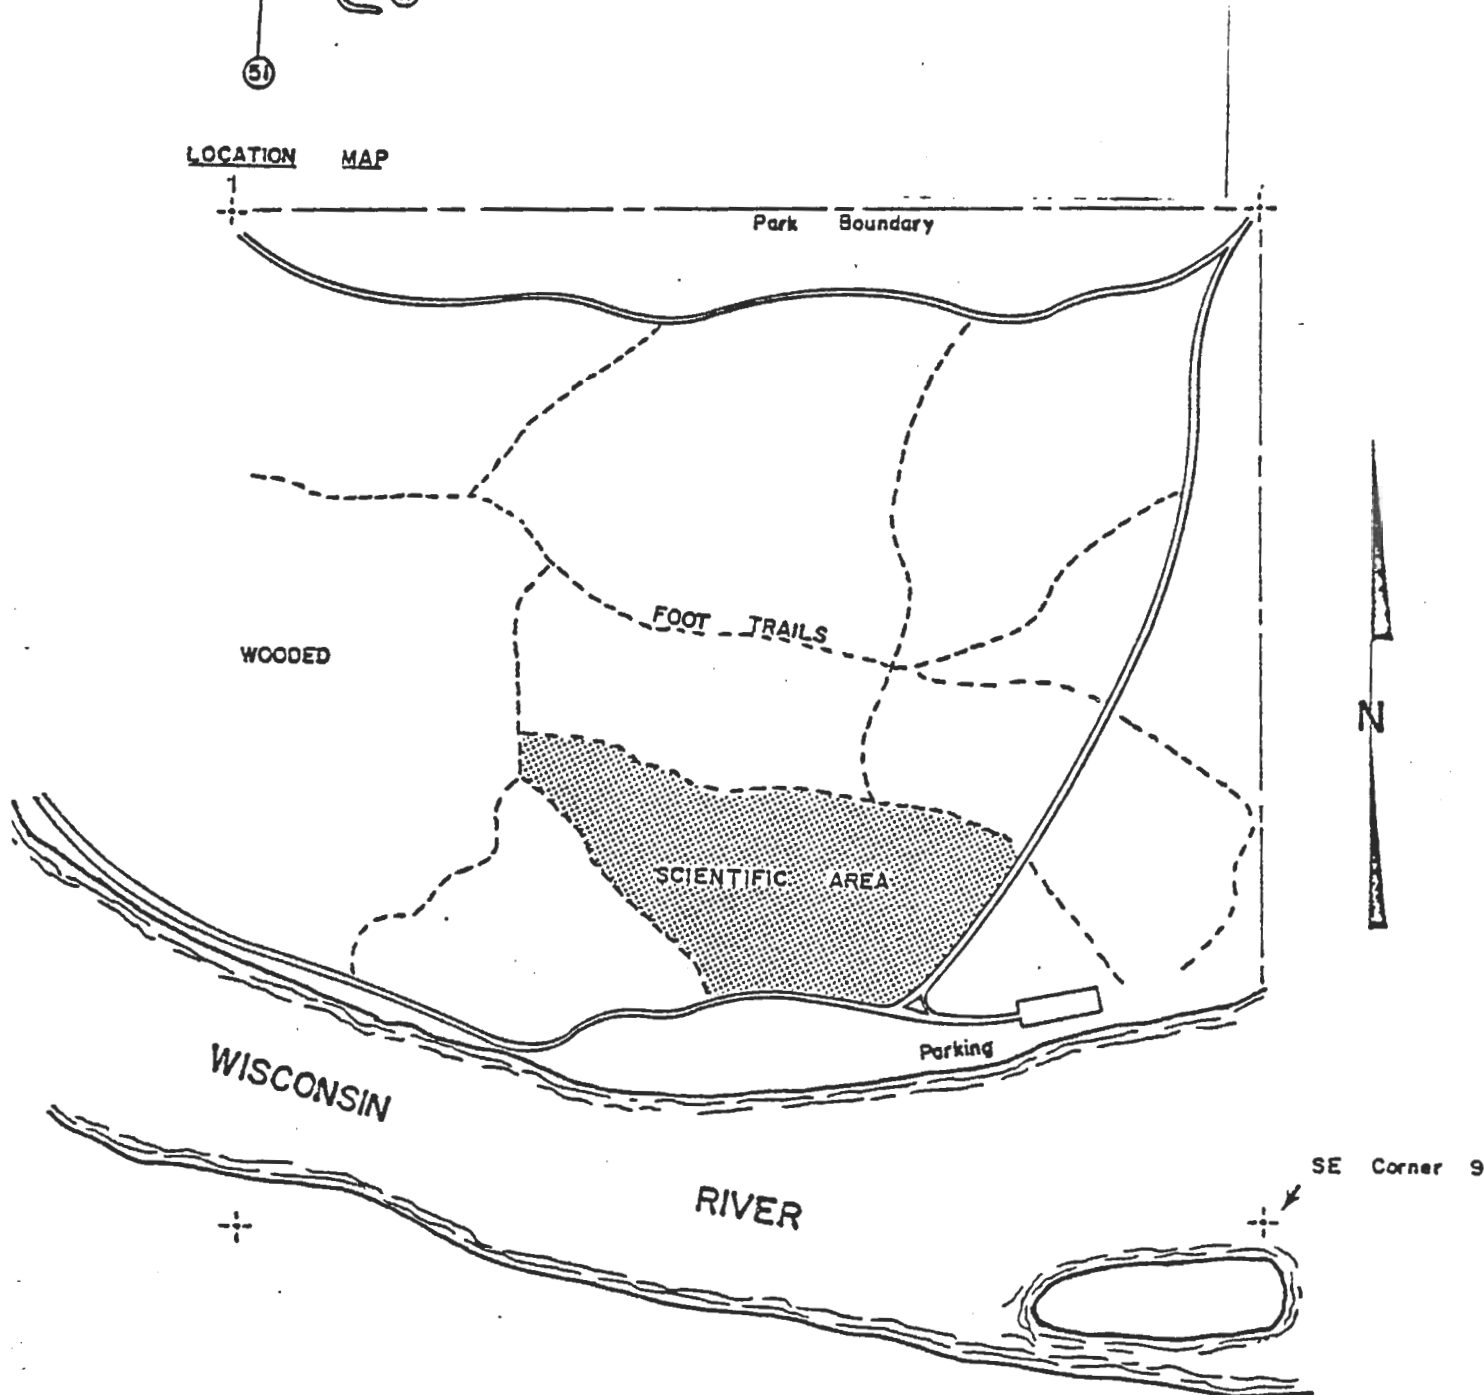 51
LOCATION MAP
Park Boundary
FOOT TRAILS
WOODED
N
SCIENTIFIC AREA
Parking
WISCONSIN
RIVER
SE Corner 9